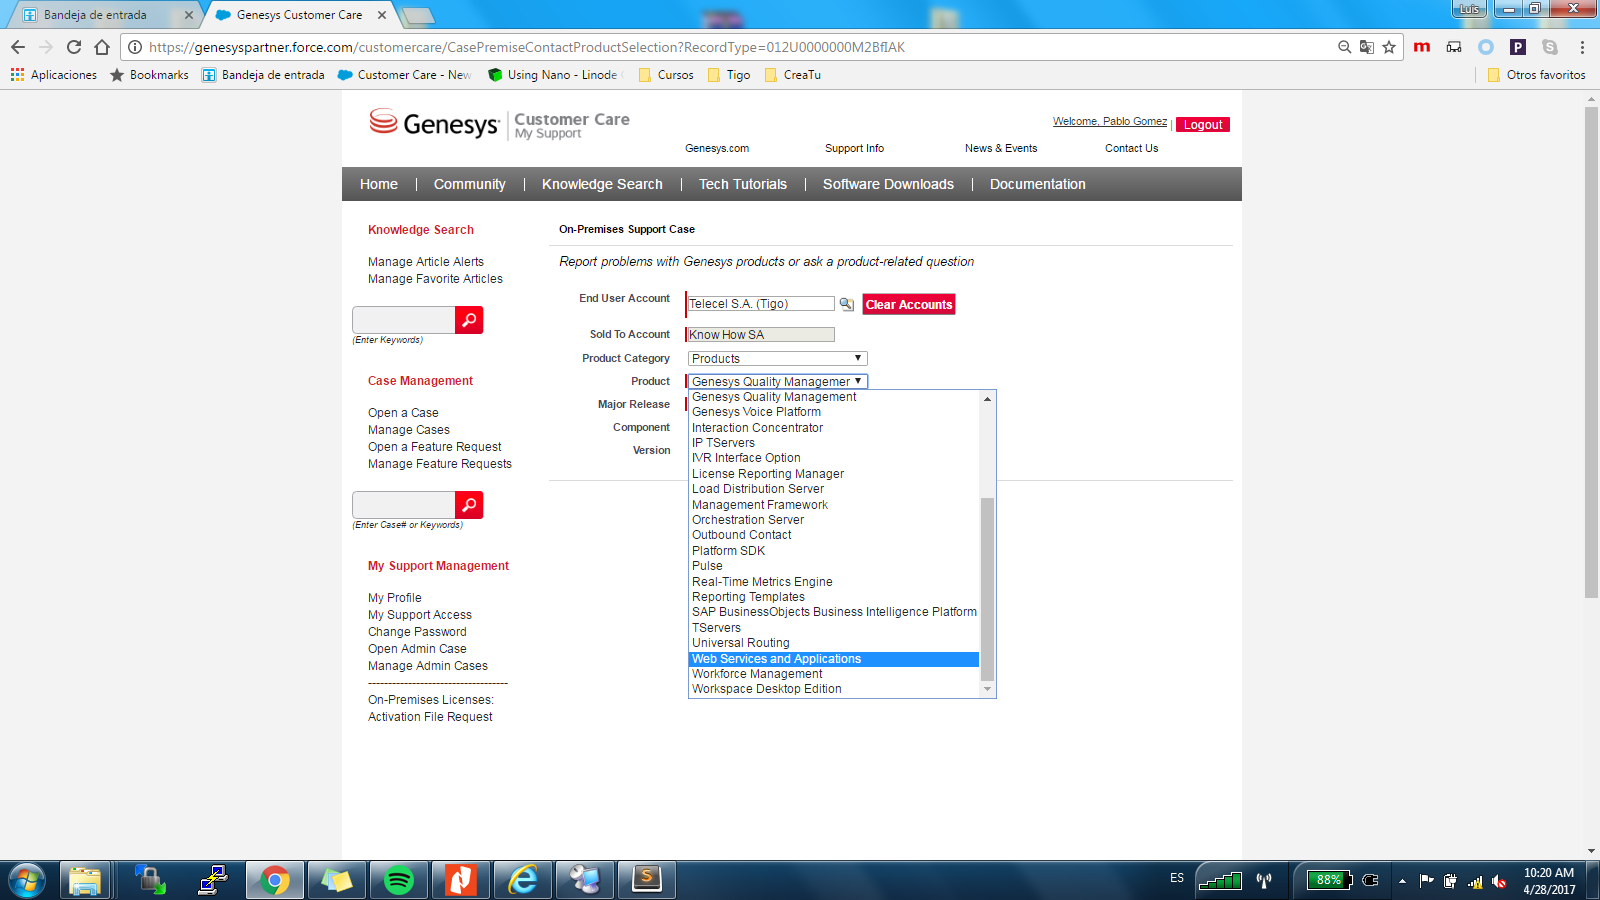 Bandeja de entrada
Genesys Customer Care
Luis
https://genesyspartner.force.com/customercare/CasePremiseContactProductSelection?RecordType=012U0000000M2BfIAK
Aplicaciones
Bookmarks
Bandeja de entrada
Customer Care - New
Using Nano - Linode
Cursos
Tigo
CreaTu
Otros favoritos
Genesys
Customer Care
My Support
Welcome, Pablo Gomez | Logout
Genesys.com
Support Info
News & Events
Contact Us
Home | Community | Knowledge Search | Tech Tutorials | Software Downloads | Documentation
Knowledge Search
Manage Article Alerts
Manage Favorite Articles
(Enter Keywords)
Case Management
Open a Case
Manage Cases
Open a Feature Request
Manage Feature Requests
(Enter Case# or Keywords)
My Support Management
My Profile
My Support Access
Change Password
Open Admin Case
Manage Admin Cases
-----------------------------------
On-Premises Licenses:
Activation File Request
On-Premises Support Case
Report problems with Genesys products or ask a product-related question
End User Account Telecel S.A. (Tigo) Clear Accounts
Sold To Account Know How SA
Product Category Products
Product Genesys Quality Managemer
Major Release
Component
Version
Genesys Quality Management
Genesys Voice Platform
Interaction Concentrator
IP TServers
IVR Interface Option
License Reporting Manager
Load Distribution Server
Management Framework
Orchestration Server
Outbound Contact
Platform SDK
Pulse
Real-Time Metrics Engine
Reporting Templates
SAP BusinessObjects Business Intelligence Platform
TServers
Universal Routing
Web Services and Applications
Workforce Management
Workspace Desktop Edition
ES
88%
10:20 AM
4/28/2017